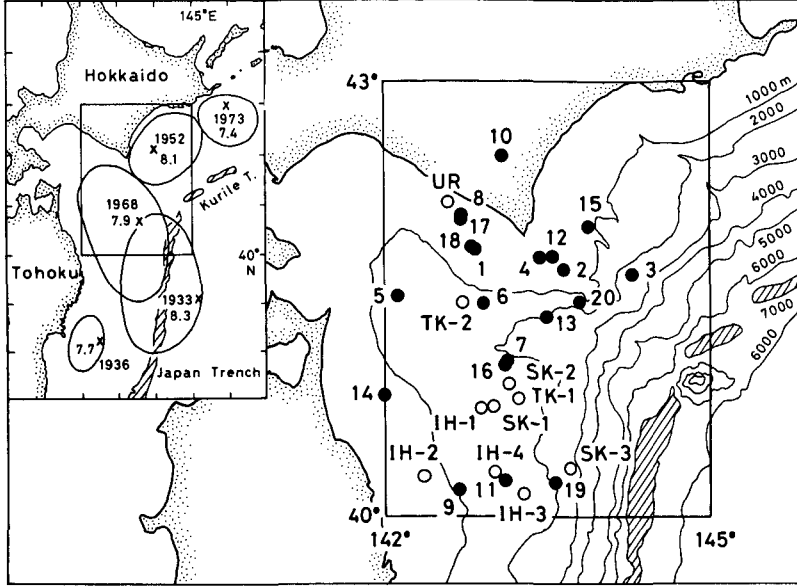 145°E
Hokkaido
1973
7.4
1952
8.1
Kurile T.
1968
7.9
40°
N
Tohoku
1933
8.3
7.7
1936
Japan Trench
43°
1000m
2000
3000
4000
5000
6000
7000
6000
10
UR
8
17
18
1
15
12
4
2
3
5
6
20
TK-2
13
7
16
SK-2
TK-1
14
IH-1
SK-1
IH-2
IH-4
SK-3
11
19
9
IH-3
40°
142°
145°